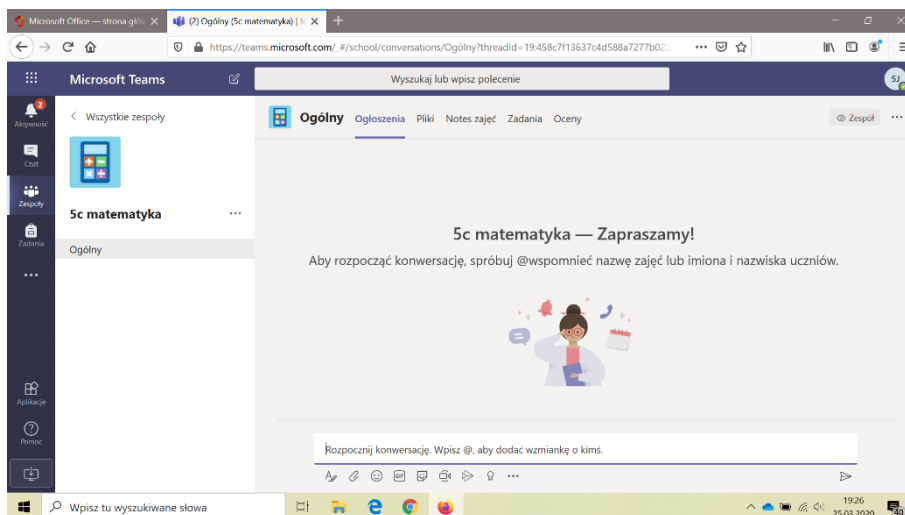 Microsoft Office — strona głów
(2) Ogólny (5c matematyka) | M
https://teams.microsoft.com/_#/school/conversations/Ogólny?threadId=19:458c7f13637c4d588a7277b02
Microsoft Teams
Wyszukaj lub wpisz polecenie
SJ
2
Aktywność
Czat
Zespoły
Zadania
Aplikacje
Pomoc
Wszystkie zespoły
5c matematyka
Ogólny
Ogólny Ogłoszenia Pliki Notes zajęć Zadania Oceny
Zespół
5c matematyka — Zapraszamy!
Aby rozpocząć konwersację, spróbuj @wspomnieć nazwę zajęć lub imiona i nazwiska uczniów.
Rozpocznij konwersację. Wpisz @, aby dodać wzmiankę o kimś.
GIF
Wpisz tu wyszukiwane słowa
19:26
25.03.2020
40